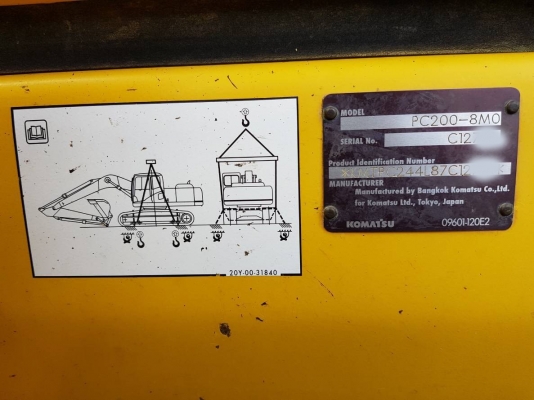 20Y-00-31840
MODEL PC200-8M0
SERIAL No. C12
Product Identification Number
244L87C12
MANUFACTURER
Manufactured by Bangkok Komatsu Co.,Ltd.
for Komatsu Ltd., Tokyo, Japan
KOMATSU 09601-120E2